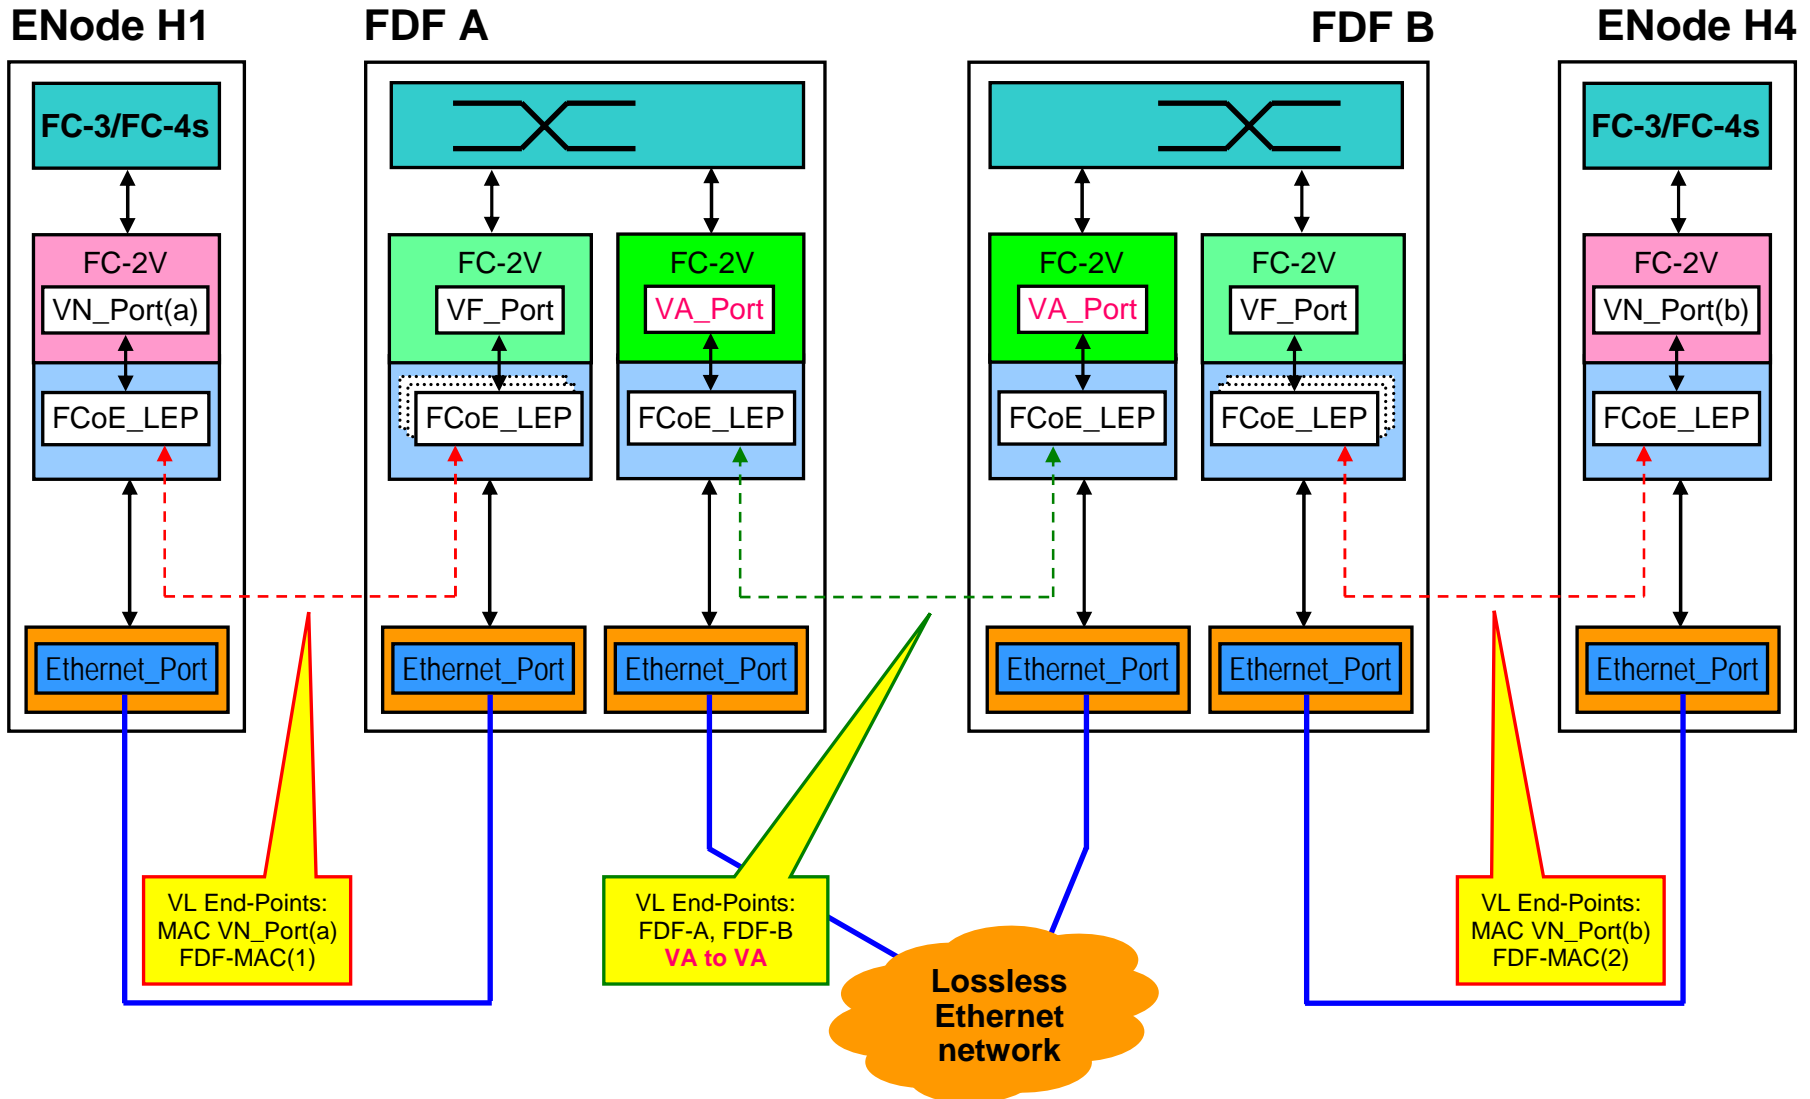 ENode H1
FDF A
FDF B
ENode H4
FC-3/FC-4s
FC-3/FC-4s
FC-2V
FC-2V
FC-2V
FC-2V
FC-2V
FC-2V
VN_Port(a)
VF_Port
VA_Port
VA_Port
VF_Port
VN_Port(b)
FCoE_LEP
FCoE_LEP
FCoE_LEP
FCoE_LEP
FCoE_LEP
FCoE_LEP
Ethernet_Port
Ethernet_Port
Ethernet_Port
Ethernet_Port
Ethernet_Port
Ethernet_Port
VL End-Points:
MAC VN_Port(a)
FDF-MAC(1)
VL End-Points:
FDF-A, FDF-B
VA to VA
VL End-Points:
MAC VN_Port(b)
FDF-MAC(2)
Lossless
Ethernet
network